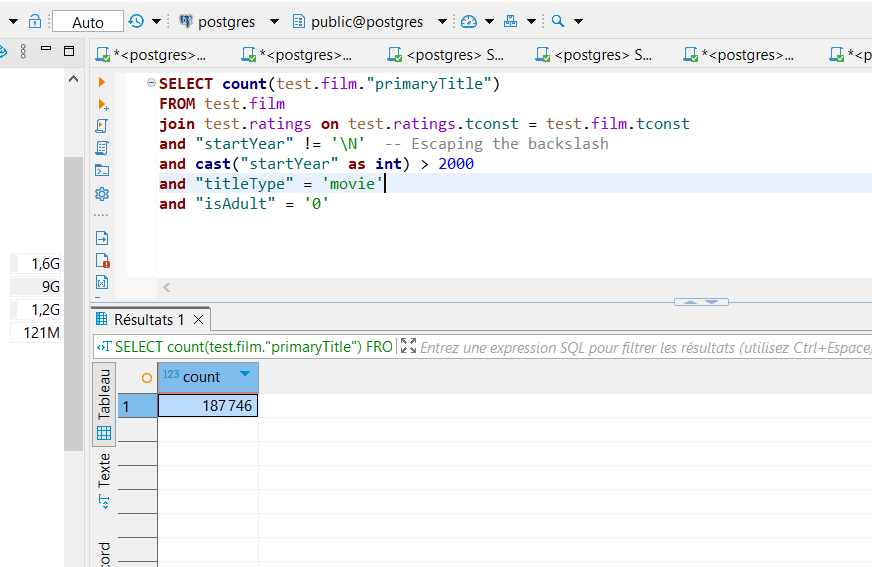 Auto
postgres
public@postgres
*<postgres>...
*<postgres>...
<postgres> S...
<postgres> S...
*<postgres>...
*<p
SELECT count(test.film."primaryTitle")
FROM test.film
join test.ratings on test.ratings.tconst = test.film.tconst
and "startYear" != '\N'  -- Escaping the backslash
and cast("startYear" as int) > 2000
and "titleType" = 'movie'
and "isAdult" = '0'
1,6G
9G
1,2G
121M
Résultats 1
SELECT count(test.film."primaryTitle") FRO
Entrez une expression SQL pour filtrer les résultats (utilisez Ctrl+Espace)
Tableau
123 count
1
187 746
Texte
ord